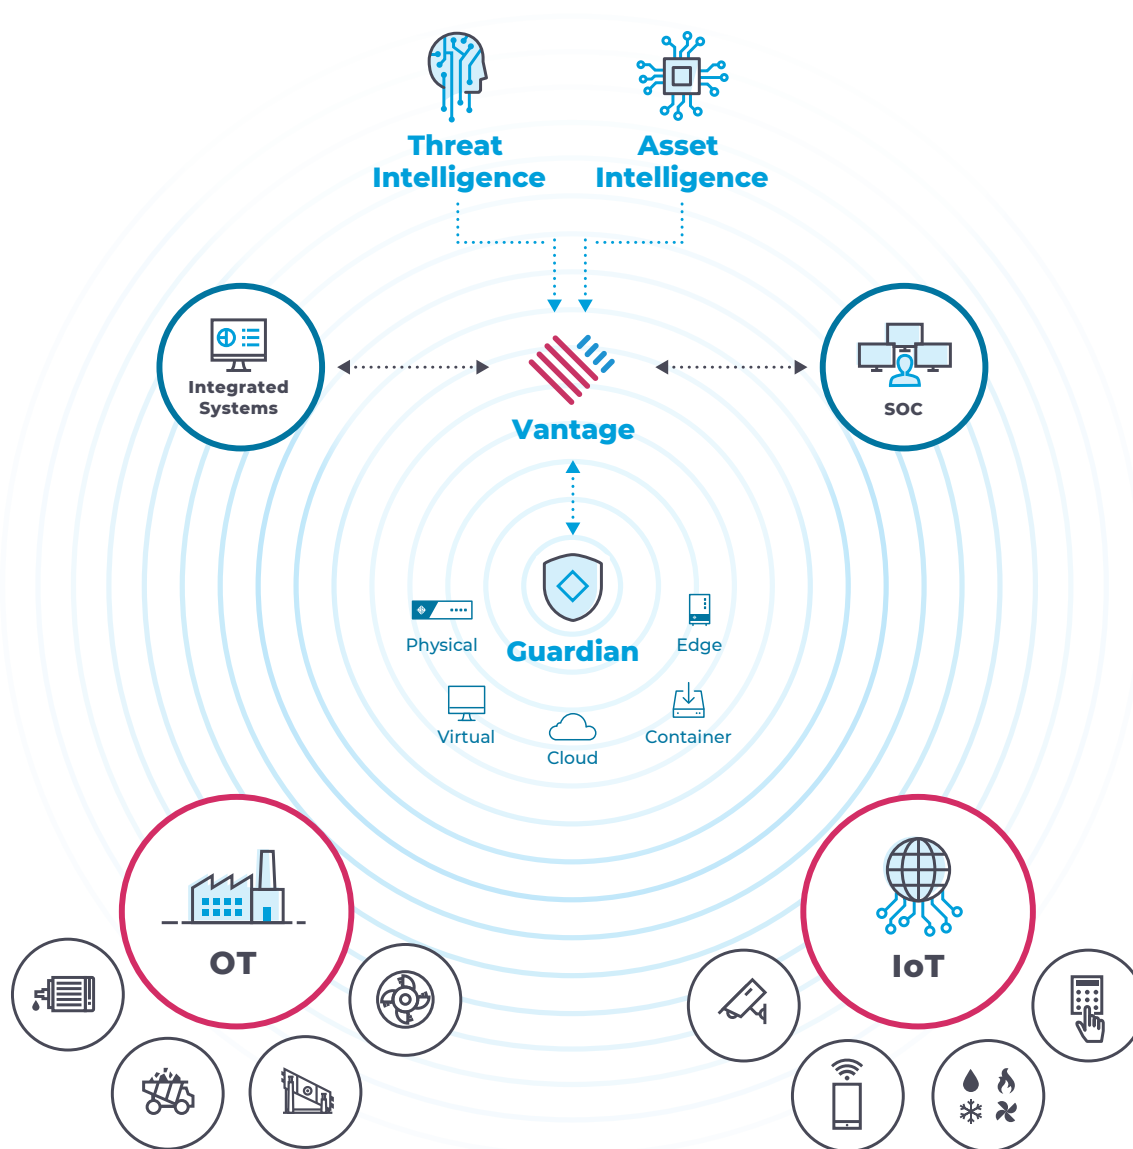 Threat
Intelligence
Asset
Intelligence
Integrated
Systems
SOC
Vantage
Physical
Guardian
Edge
Virtual
Cloud
Container
OT
IoT